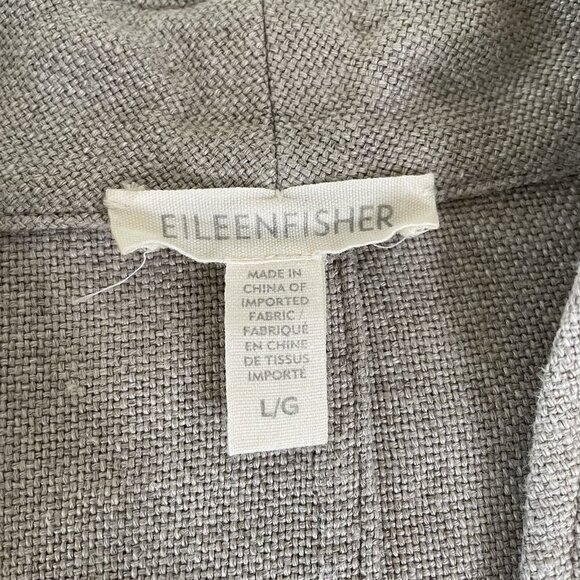 EILEENFISHER
MADE IN
CHINA OF
IMPORTED
FABRIC /
FABRIQUÉ
EN CHINE
DE TISSUS
IMPORTÉ
L/G